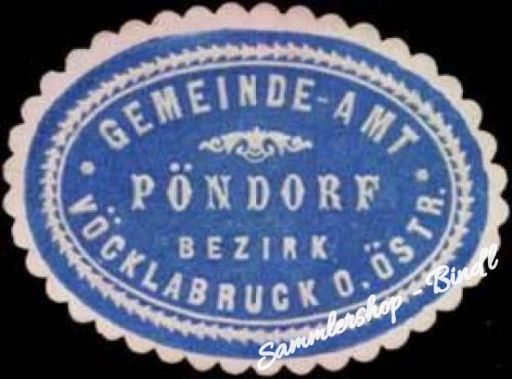 GEMEINDE-AMT
PÖNDORF
BEZIRK
VÖCKLABRUCK O. ÖSTR.
Sammlershop - Bindl